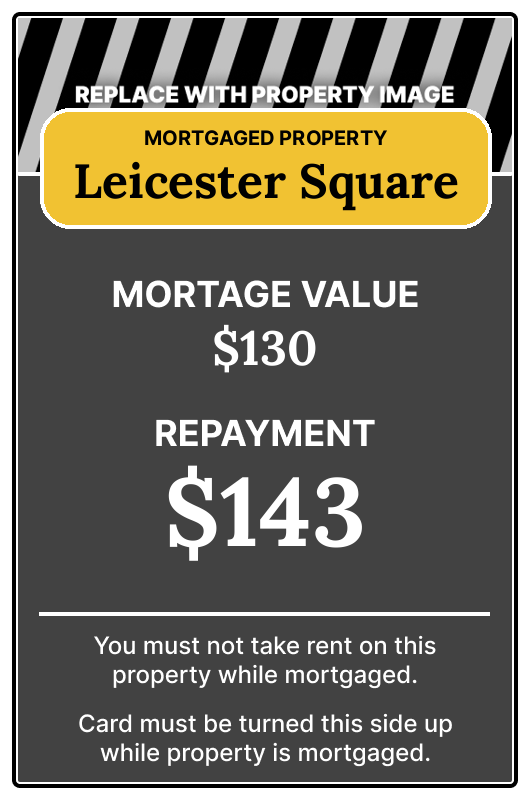 REPLACE WITH PROPERTY IMAGE
MORTGAGED PROPERTY
Leicester Square
MORTAGE VALUE
$130
REPAYMENT
$143
You must not take rent on this
property while mortgaged.
Card must be turned this side up
while property is mortgaged.